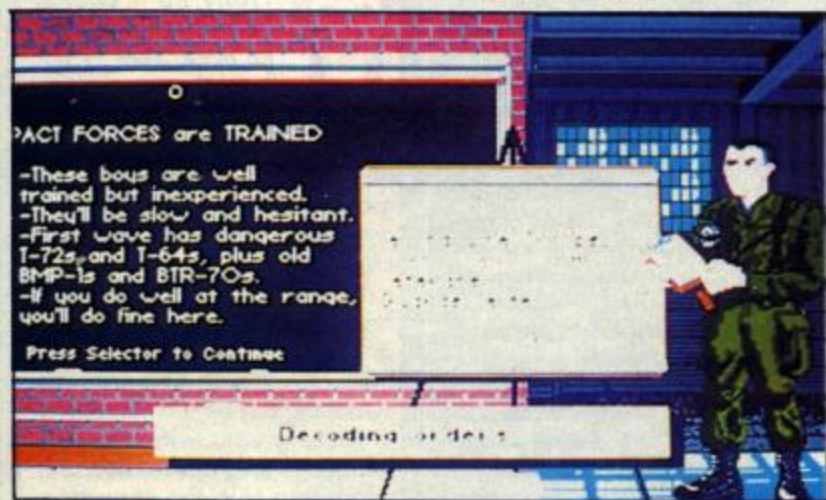 PACT FORCES are TRAINED
-These boys are well
trained but inexperienced.
-They'll be slow and hesitant.
-First wave has dangerous
T-72s and T-64s, plus old
BMP-1s and BTR-70s.
-If you do well at the range,
you'll do fine here.
Press Selector to Continue
Decoding orders